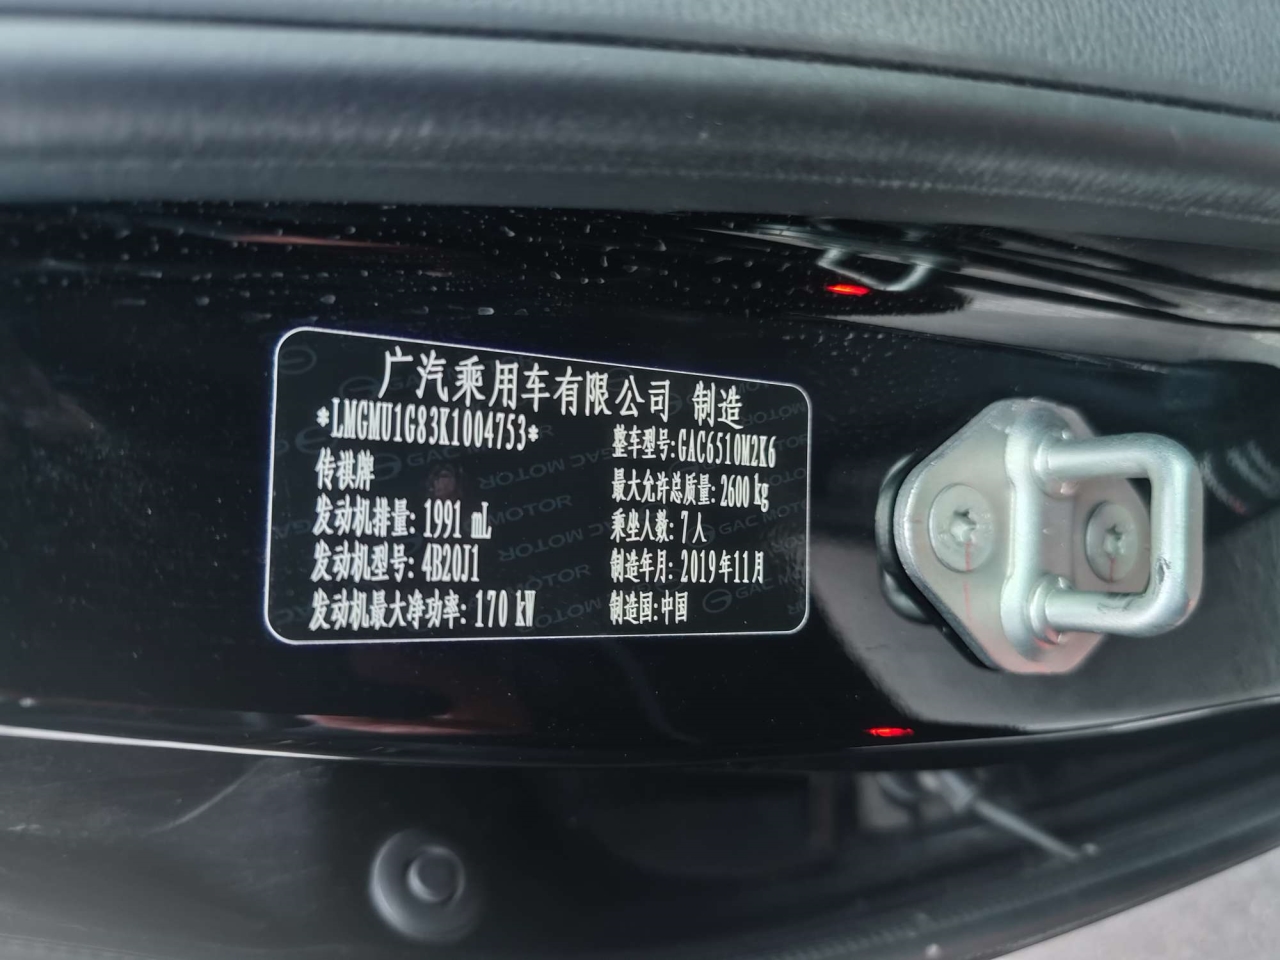 广汽乘用车有限公司 制造
*LMGMU1G83K1004753*
传祺牌
发动机排量: 1991 mL
发动机型号: 4B20J1
发动机最大净功率: 170 kW
整车型号: GAC6510M2K6
最大允许总质量: 2600 kg
乘坐人数: 7人
制造年月: 2019年11月
制造国: 中国
GAC MOTOR